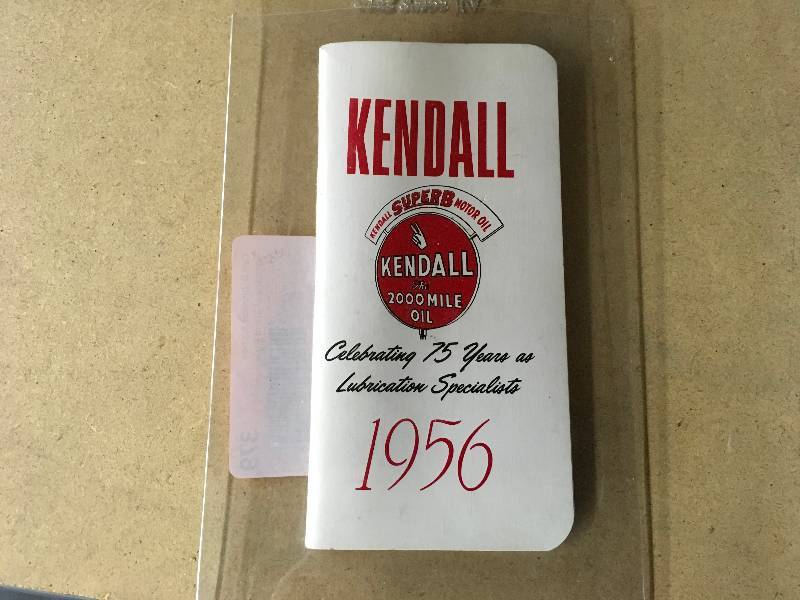 KENDALL
KENDALL SUPERB MOTOR OIL
KENDALL
The
2000 MILE
OIL
Celebrating 75 Years as
Lubrication Specialists
1956